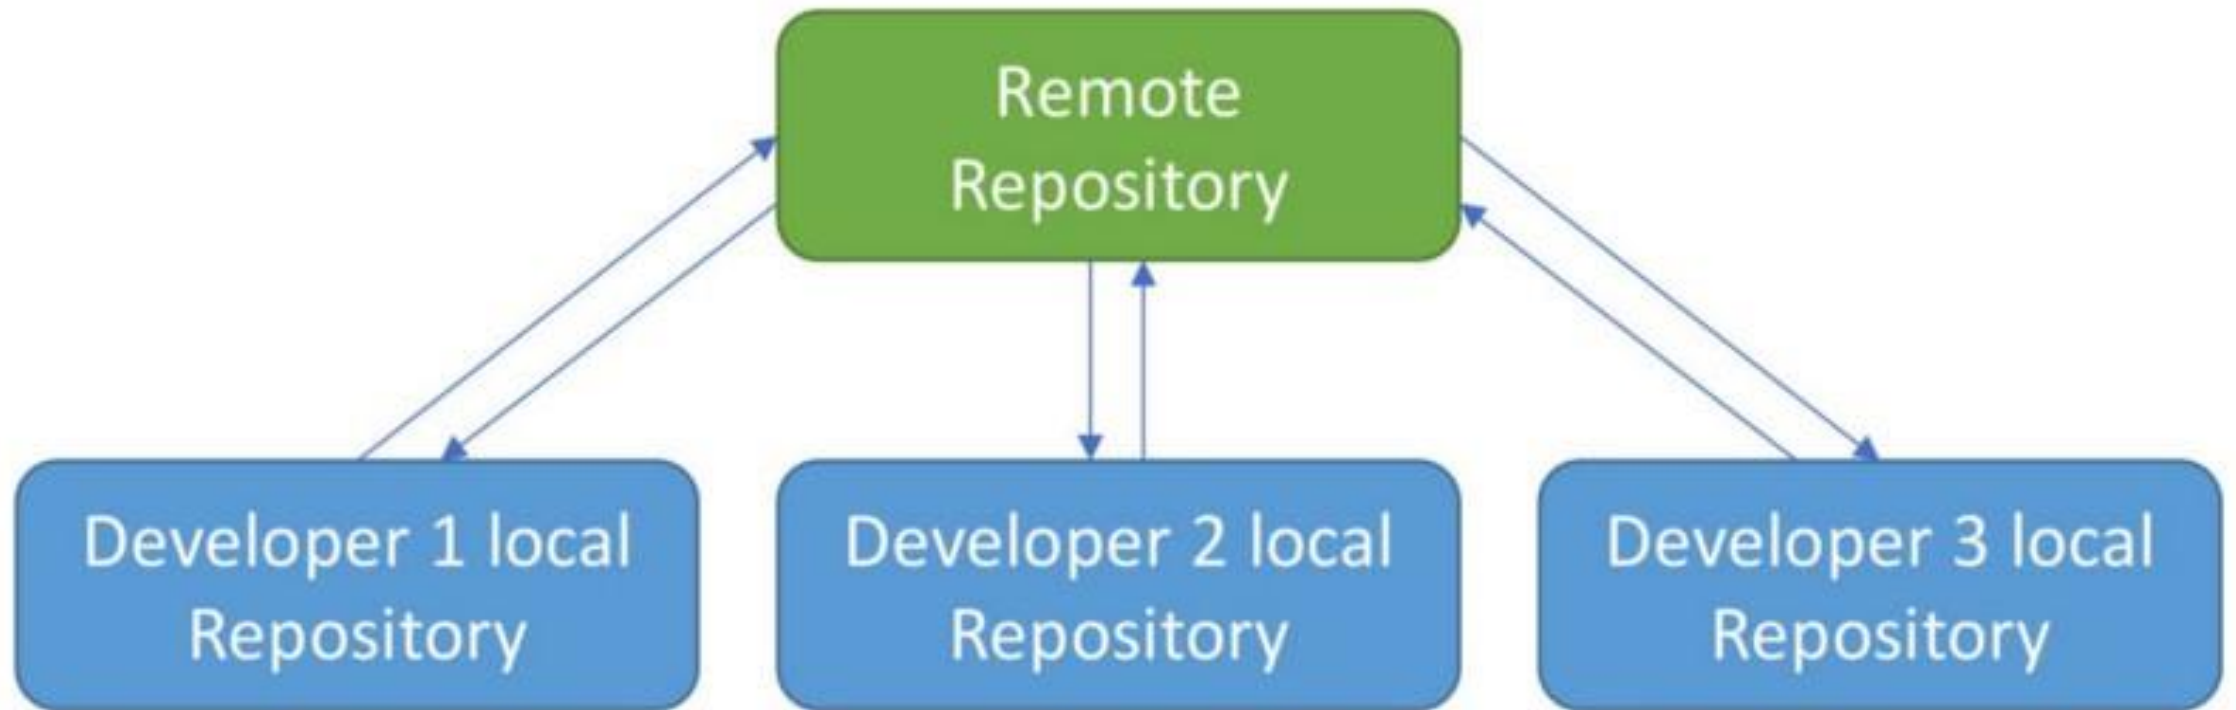 Remote
Repository
Developer 1 local
Repository
Developer 2 local
Repository
Developer 3 local
Repository